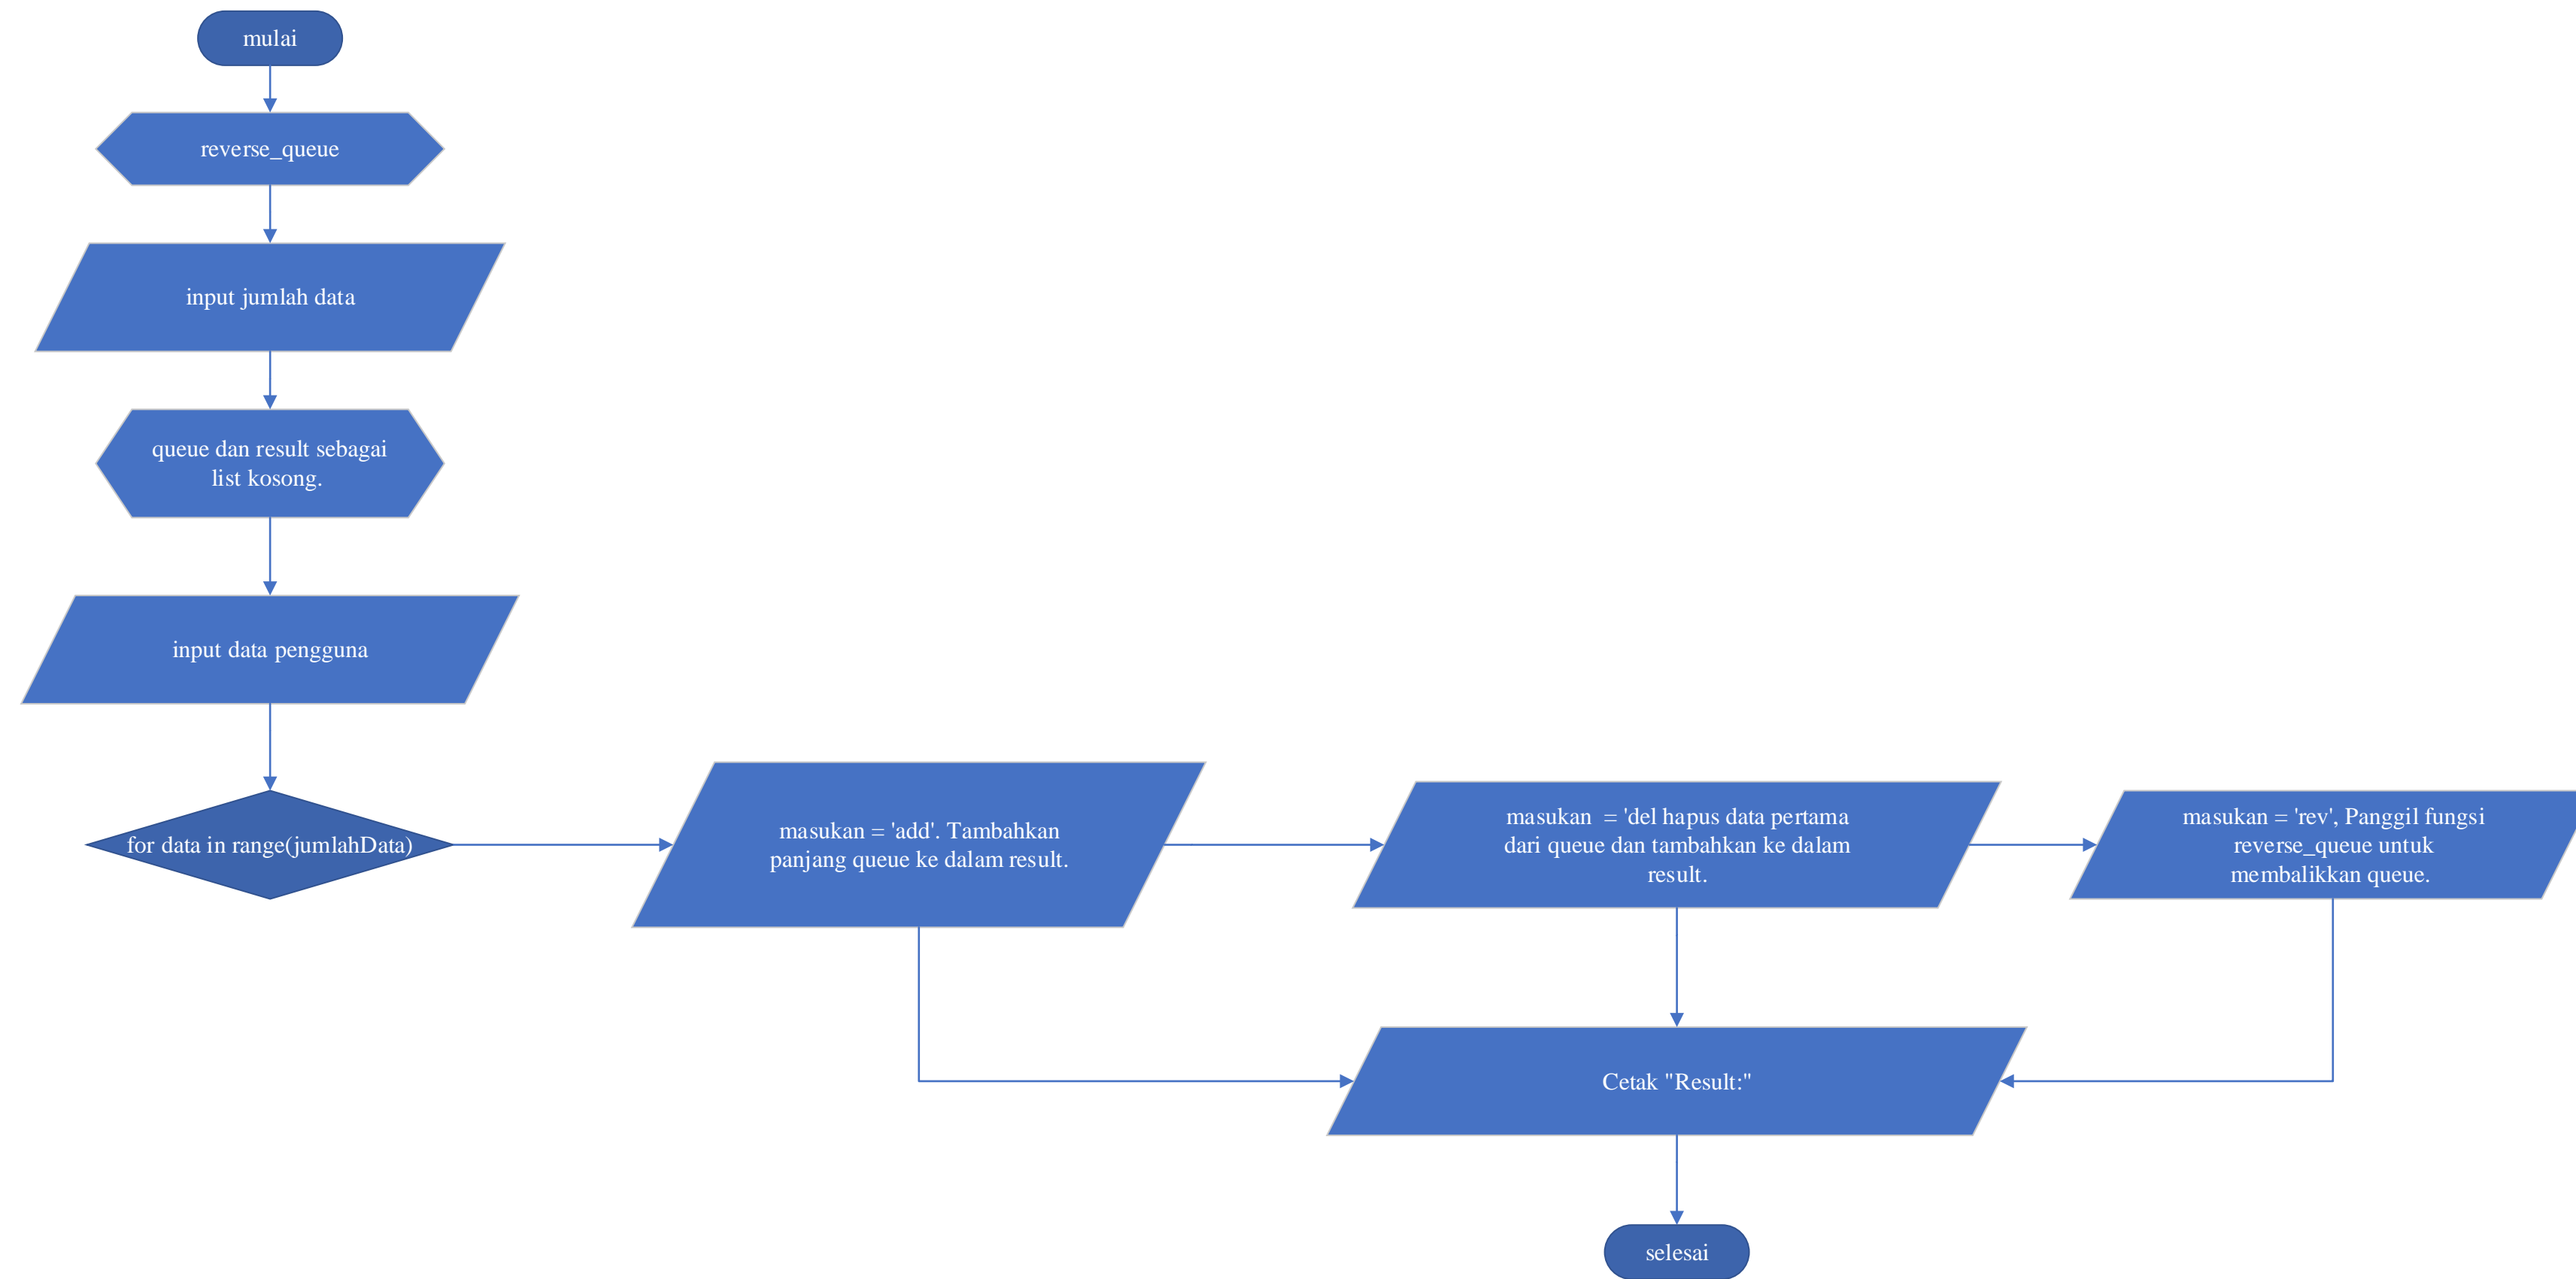 mulai
reverse_queue
input jumlah data
queue dan result sebagai
list kosong.
input data pengguna
for data in range(jumlahData)
masukan = 'add'. Tambahkan
panjang queue ke dalam result.
masukan  = 'del hapus data pertama
dari queue dan tambahkan ke dalam
result.
masukan = 'rev', Panggil fungsi
reverse_queue untuk
membalikkan queue.
Cetak "Result:"
selesai